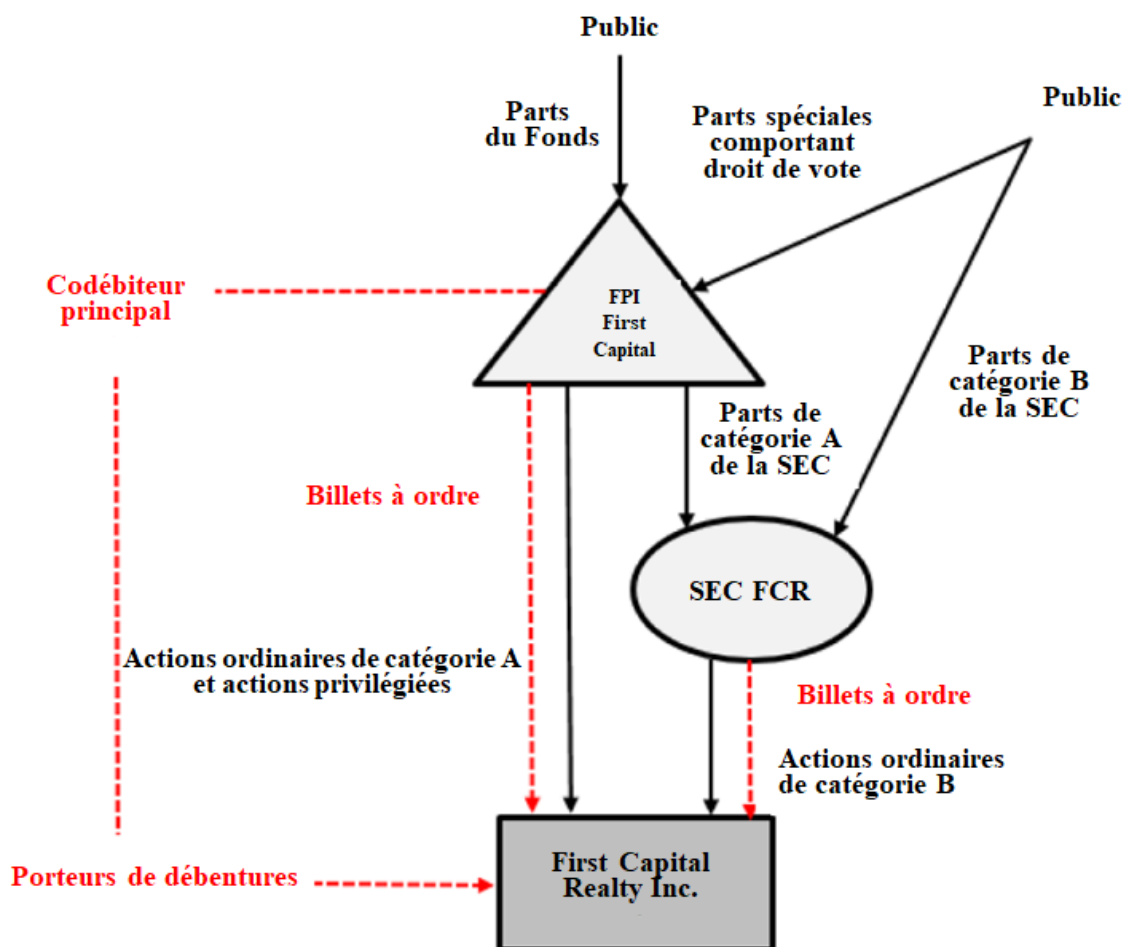 Public
Public
Parts
du Fonds
Parts spéciales
comportant
droit de vote
Codébiteur
principal
FPI
First
Capital
Parts de
catégorie B
de la SEC
Parts de
catégorie A
de la SEC
Billets à ordre
SEC FCR
Actions ordinaires de catégorie A
et actions privilégiées
Billets à ordre
Actions ordinaires
de catégorie B
First Capital
Realty Inc.
Porteurs de débentures